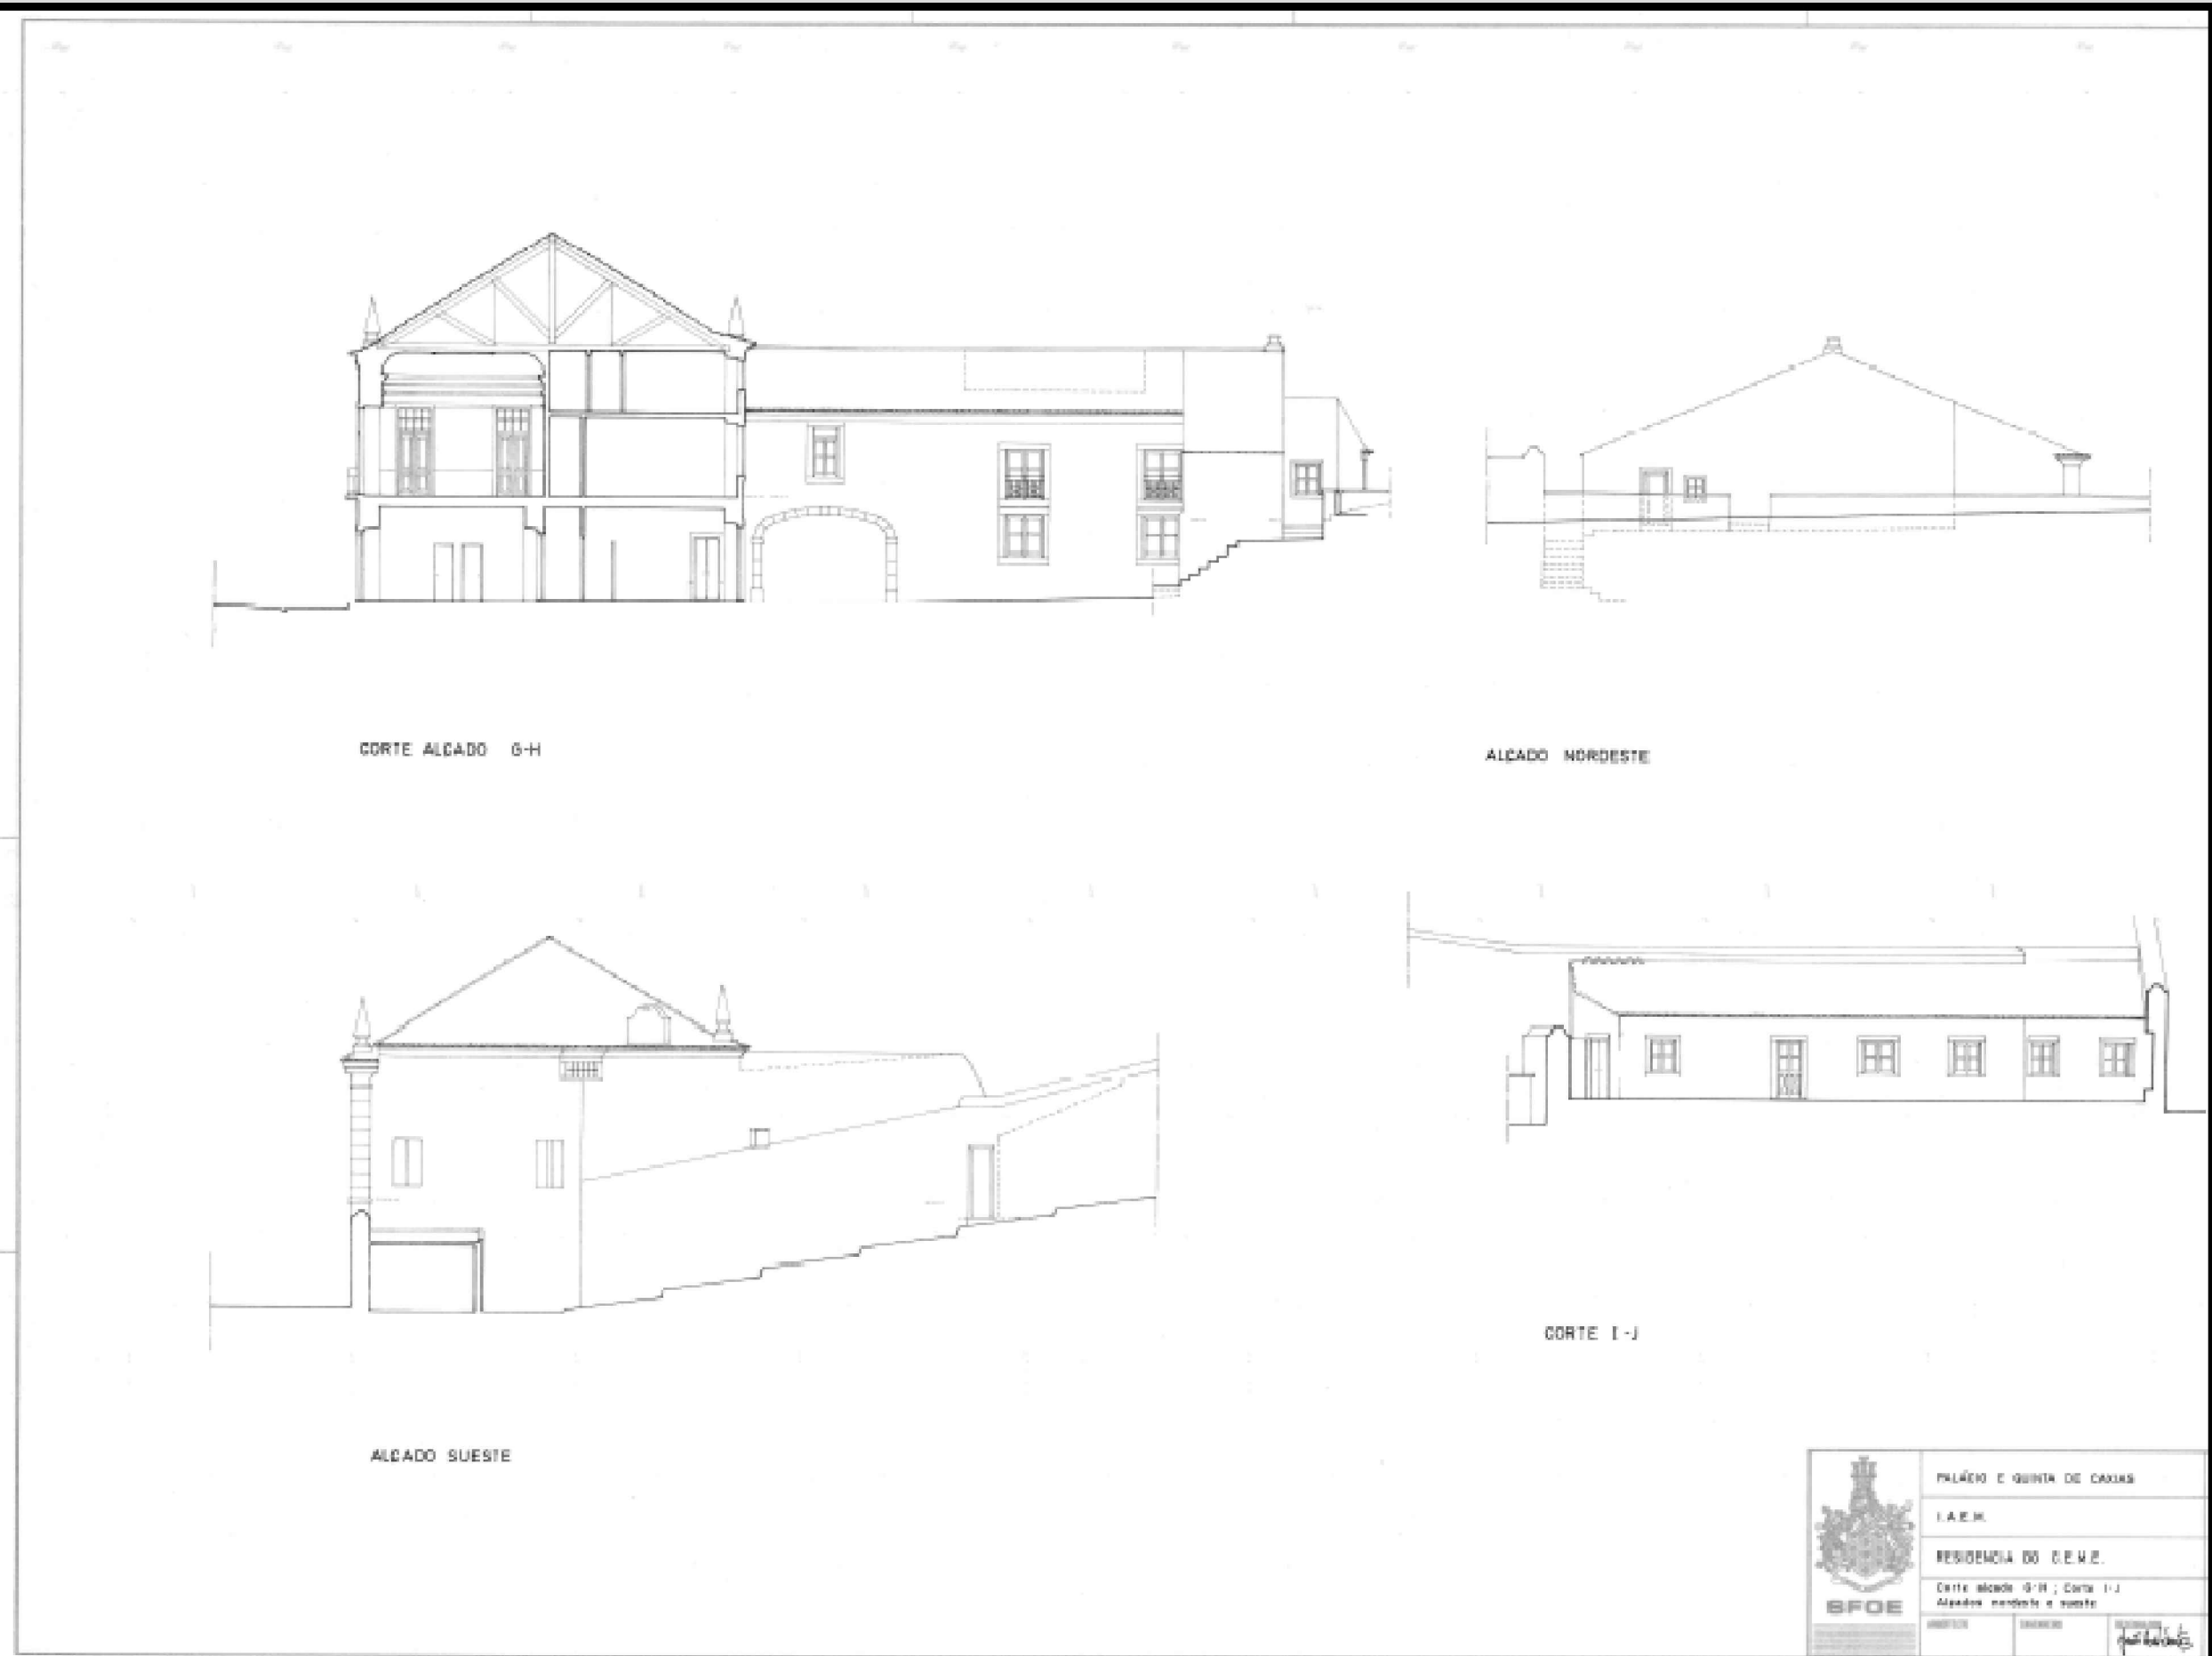 CORTE ALÇADO G-H
ALÇADO NORDESTE
CORTE I-J
ALÇADO SUESTE
PALÁCIO E QUINTA DE CAXIAS
I.A.E.M.
RESIDENCIA DO C.E.M.E.
Corte alçado G-H ; Corte I-J
Alçados nordeste e sueste
SFOE